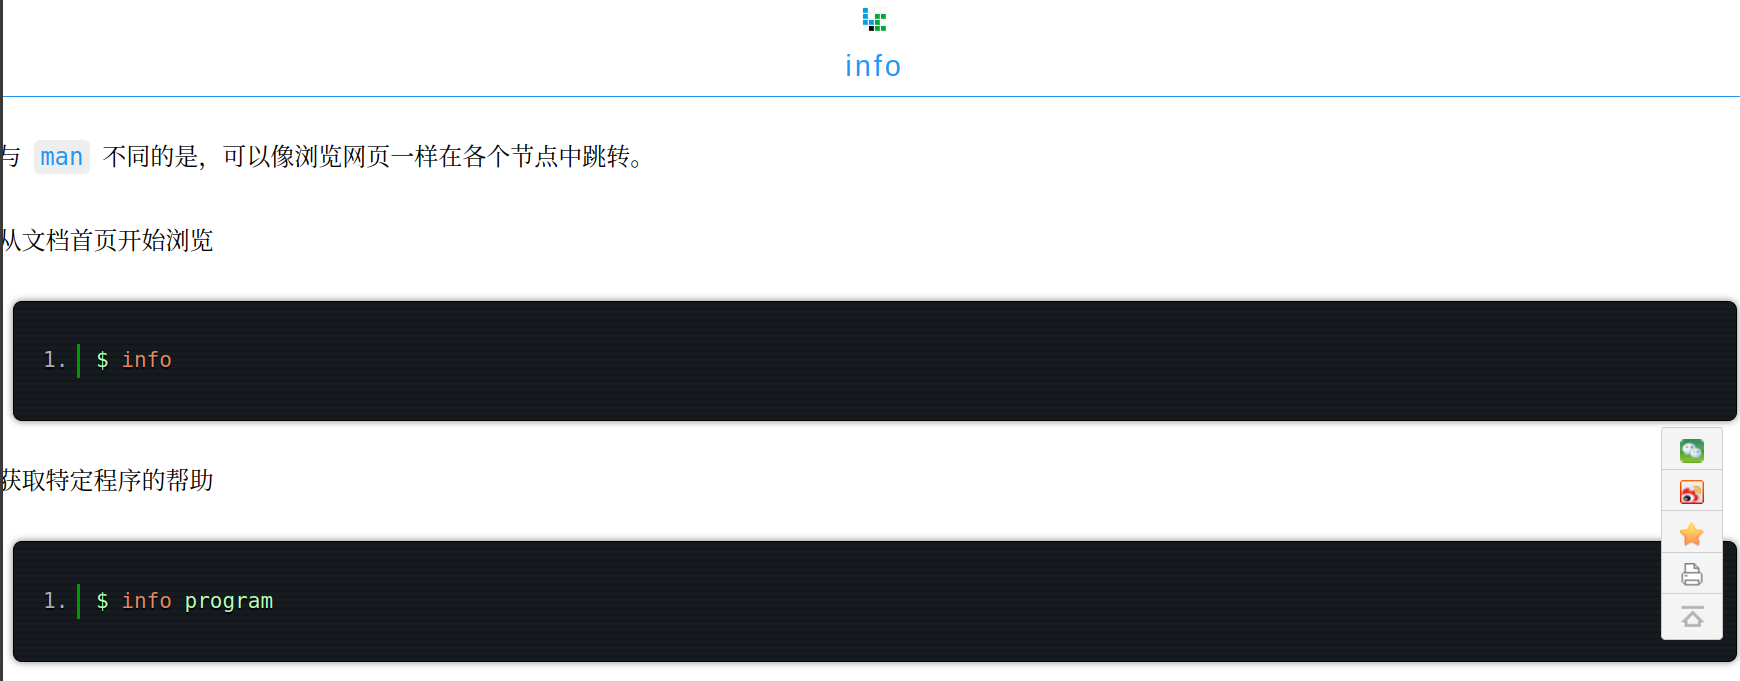 info
与 man 不同的是，可以像浏览网页一样在各个节点中跳转。
从文档首页开始浏览
1. $ info
获取特定程序的帮助
1. $ info program